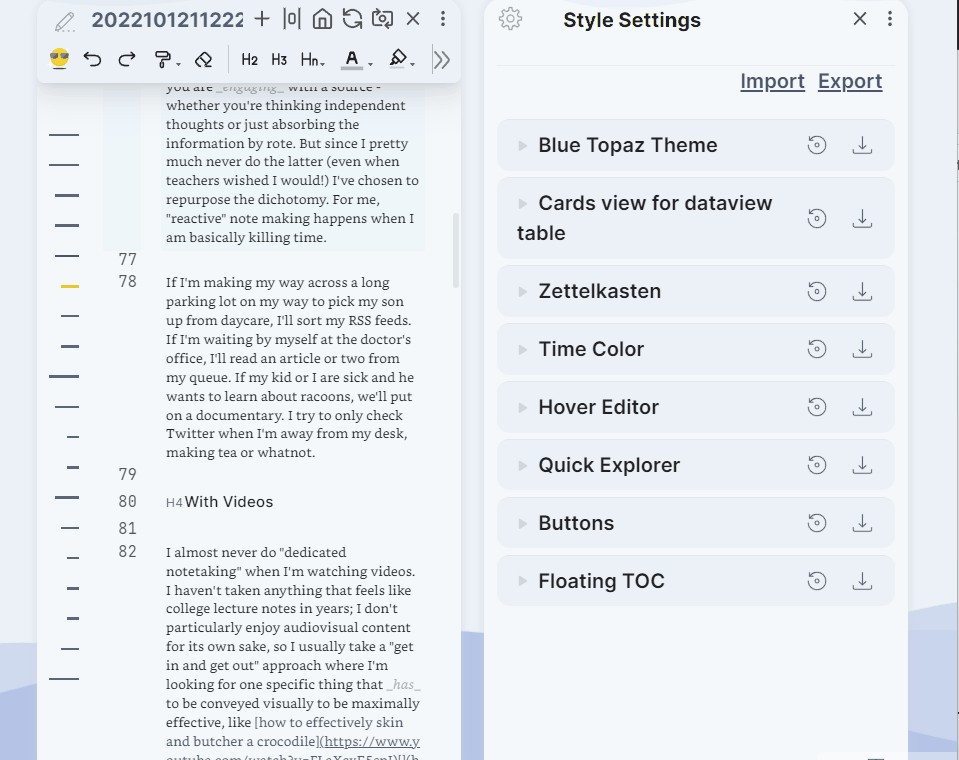 2022101211222
H2 H3 Hn A
you are _engaging_ with a source -
whether you're thinking independent
thoughts or just absorbing the
information by rote. But since I pretty
much never do the latter (even when
teachers wished I would!) I've chosen to
repurpose the dichotomy. For me,
"reactive" note making happens when I
am basically killing time.
77
78 If I'm making my way across a long
parking lot on my way to pick my son
up from daycare, I'll sort my RSS feeds.
If I'm waiting by myself at the doctor's
office, I'll read an article or two from
my queue. If my kid or I are sick and he
wants to learn about racoons, we'll put
on a documentary. I try to only check
Twitter when I'm away from my desk,
making tea or whatnot.
79
80 H4 With Videos
81
82 I almost never do "dedicated
notetaking" when I'm watching videos.
I haven't taken anything that feels like
college lecture notes in years; I don't
particularly enjoy audiovisual content
for its own sake, so I usually take a "get
in and get out" approach where I'm
looking for one specific thing that _has_
to be conveyed visually to be maximally
effective, like [how to effectively skin
and butcher a crocodile](https://www.y
Style Settings
Import Export
Blue Topaz Theme
Cards view for dataview
table
Zettelkasten
Time Color
Hover Editor
Quick Explorer
Buttons
Floating TOC